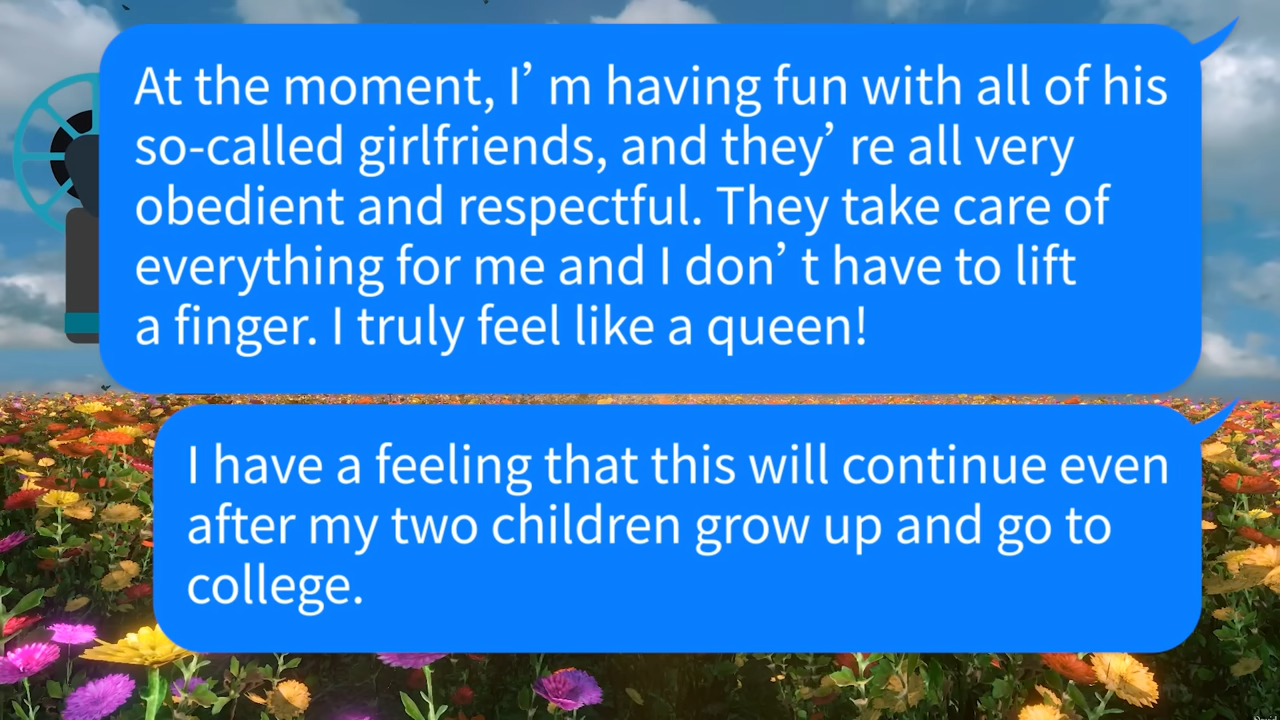 At the moment, I’ m having fun with all of his
so-called girlfriends, and they’ re all very
obedient and respectful. They take care of
everything for me and I don’ t have to lift
a finger. I truly feel like a queen!
I have a feeling that this will continue even
after my two children grow up and go to
college.